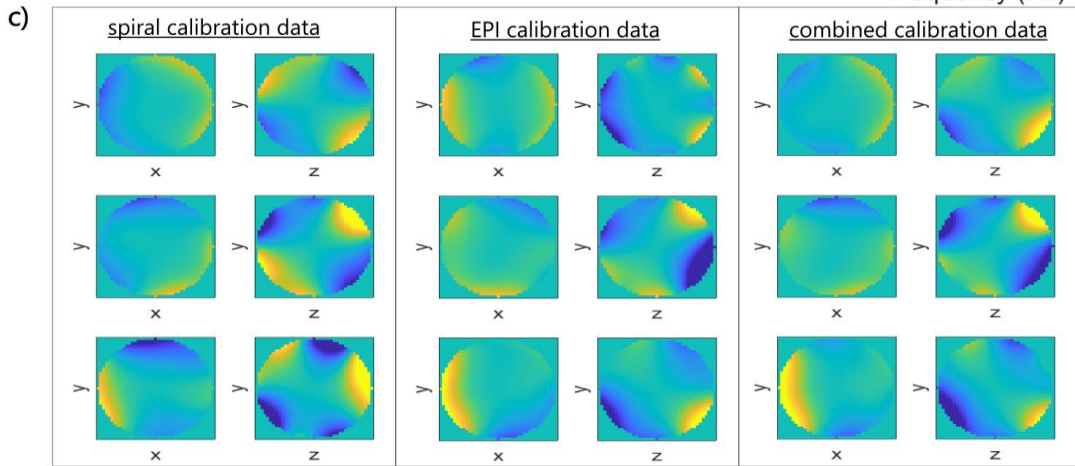 c)
spiral calibration data
EPI calibration data
combined calibration data
y
x
y
z
y
x
y
z
y
x
y
z
y
x
y
z
y
x
y
z
y
x
y
z
y
x
y
z
y
x
y
z
y
x
y
z